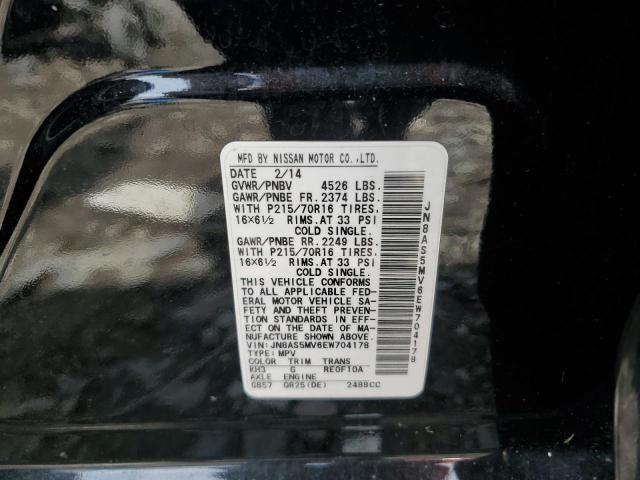 MFD BY NISSAN MOTOR CO.,LTD.
DATE 2/14
GVWR/PNBV 4526 LBS.
GAWR/PNBE FR. 2374 LBS.
WITH P215/70R16 TIRES,
16×6½ RIMS.AT 33 PSI
COLD SINGLE.
GAWR/PNBE RR. 2249 LBS.
WITH P215/70R16 TIRES,
16×6½ RIMS.AT 33 PSI
COLD SINGLE.
THIS VEHICLE CONFORMS
TO ALL APPLICABLE FED-
ERAL MOTOR VEHICLE SA-
FETY AND THEFT PREVENTION
STANDARDS IN EFFECT
ON THE DATE OF MA-
NUFACTURE SHOWN ABOVE.
VIN:JN8AS5MV6EW704178
TYPE:MPV
COLOR TRIM TRANS
KH3 G RE0F10A
AXLE ENGINE
GB57 QR25(DE) 2488CC
JN8AS5MV6EW704178